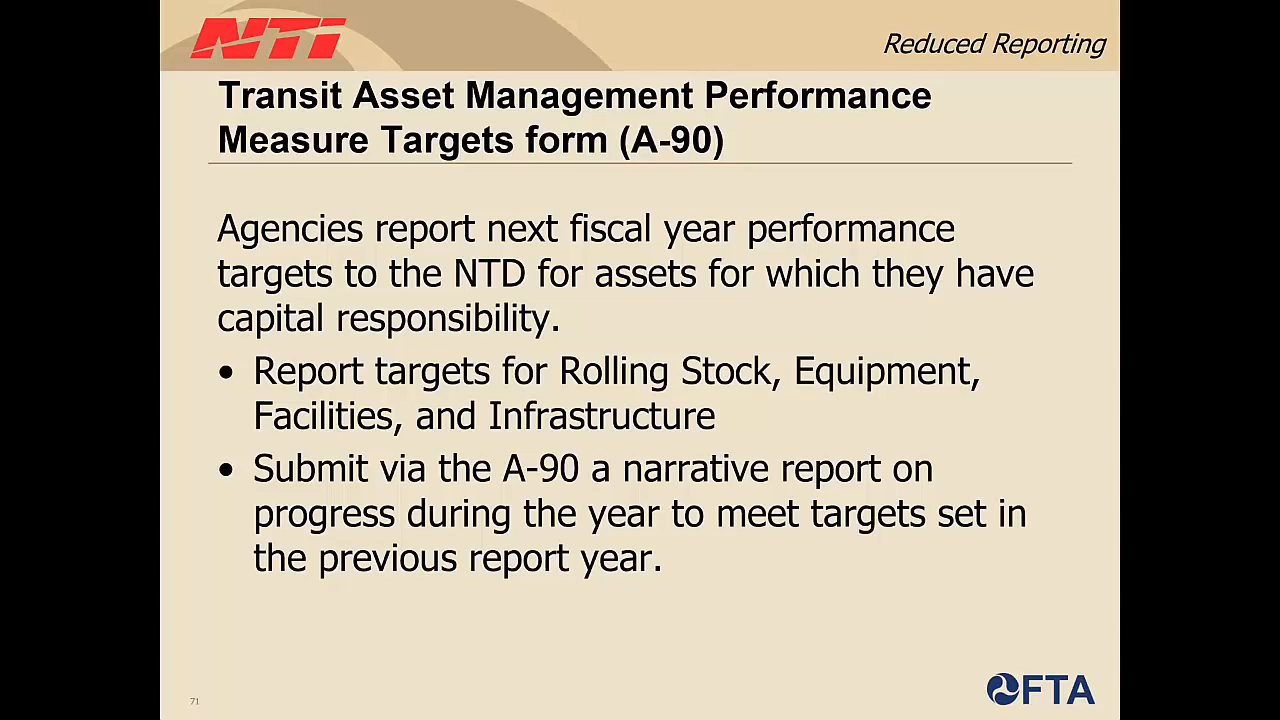 NTI
Reduced Reporting
Transit Asset Management Performance
Measure Targets form (A-90)
Agencies report next fiscal year performance
targets to the NTD for assets for which they have
capital responsibility.
• Report targets for Rolling Stock, Equipment,
Facilities, and Infrastructure
• Submit via the A-90 a narrative report on
progress during the year to meet targets set in
the previous report year.
71
FTA